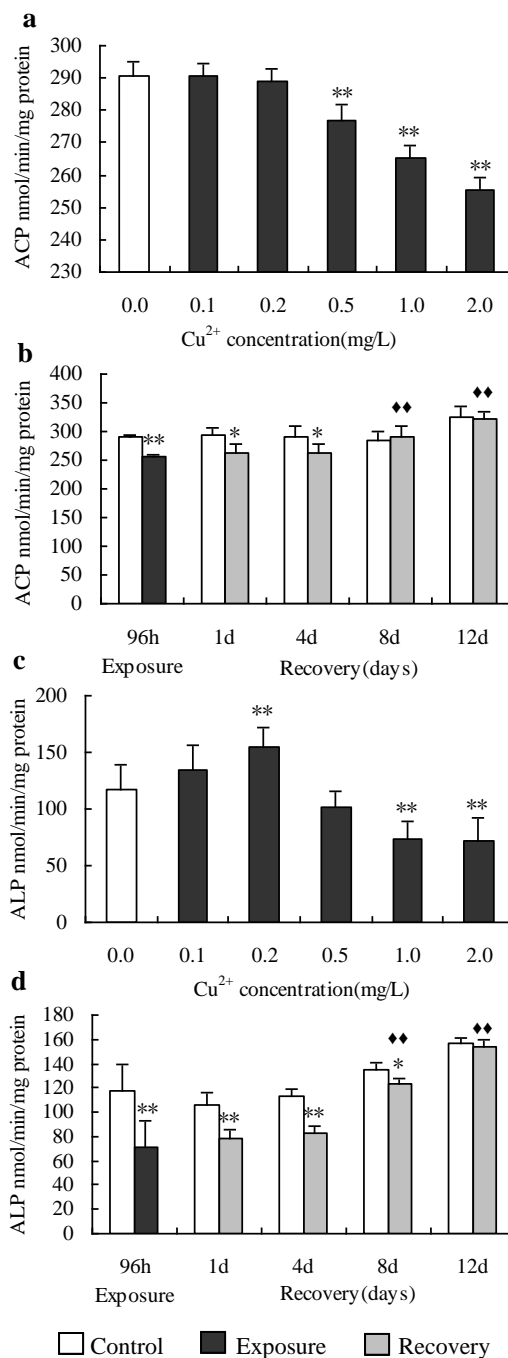 a
ACP nmol/min/mg protein
300
290
280
270
260
250
240
230
** ** **
0.0 0.1 0.2 0.5 1.0 2.0
Cu²⁺ concentration(mg/L)
b
ACP nmol/min/mg protein
400
350
300
250
200
150
100
50
0
** * * ♦♦ ♦♦
96h 1d 4d 8d 12d
Exposure Recovery(days)
c
ALP nmol/min/mg protein
200
150
100
50
0
** ** **
0.0 0.1 0.2 0.5 1.0 2.0
Cu²⁺ concentration(mg/L)
d
ALP nmol/min/mg protein
180
160
140
120
100
80
60
40
20
0
** ** ** ♦♦ * ♦♦
96h 1d 4d 8d 12d
Exposure Recovery(days)
Control Exposure Recovery